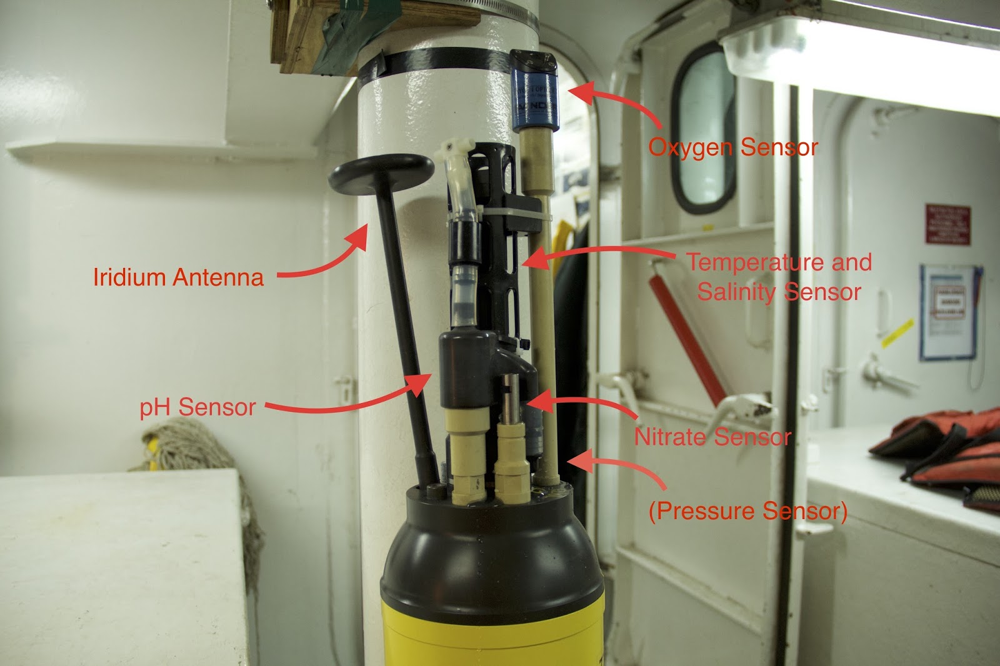 Oxygen Sensor
Iridium Antenna
Temperature and
Salinity Sensor
pH Sensor
Nitrate Sensor
(Pressure Sensor)